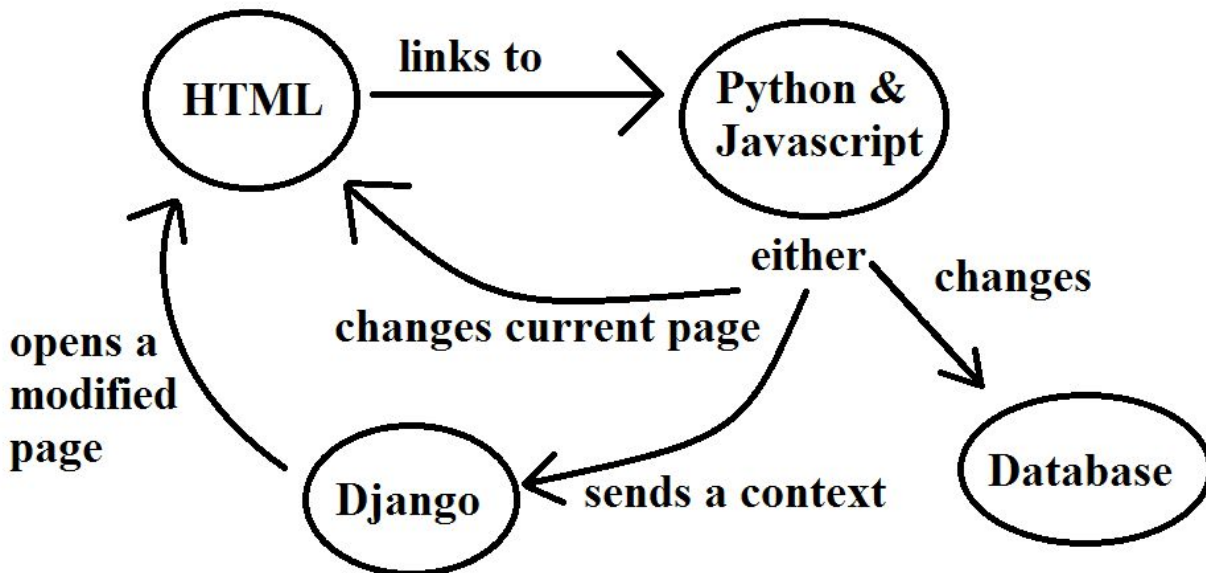 links to
HTML
Python &
Javascript
either
changes
changes current page
opens a
modified
page
Django
sends a context
Database